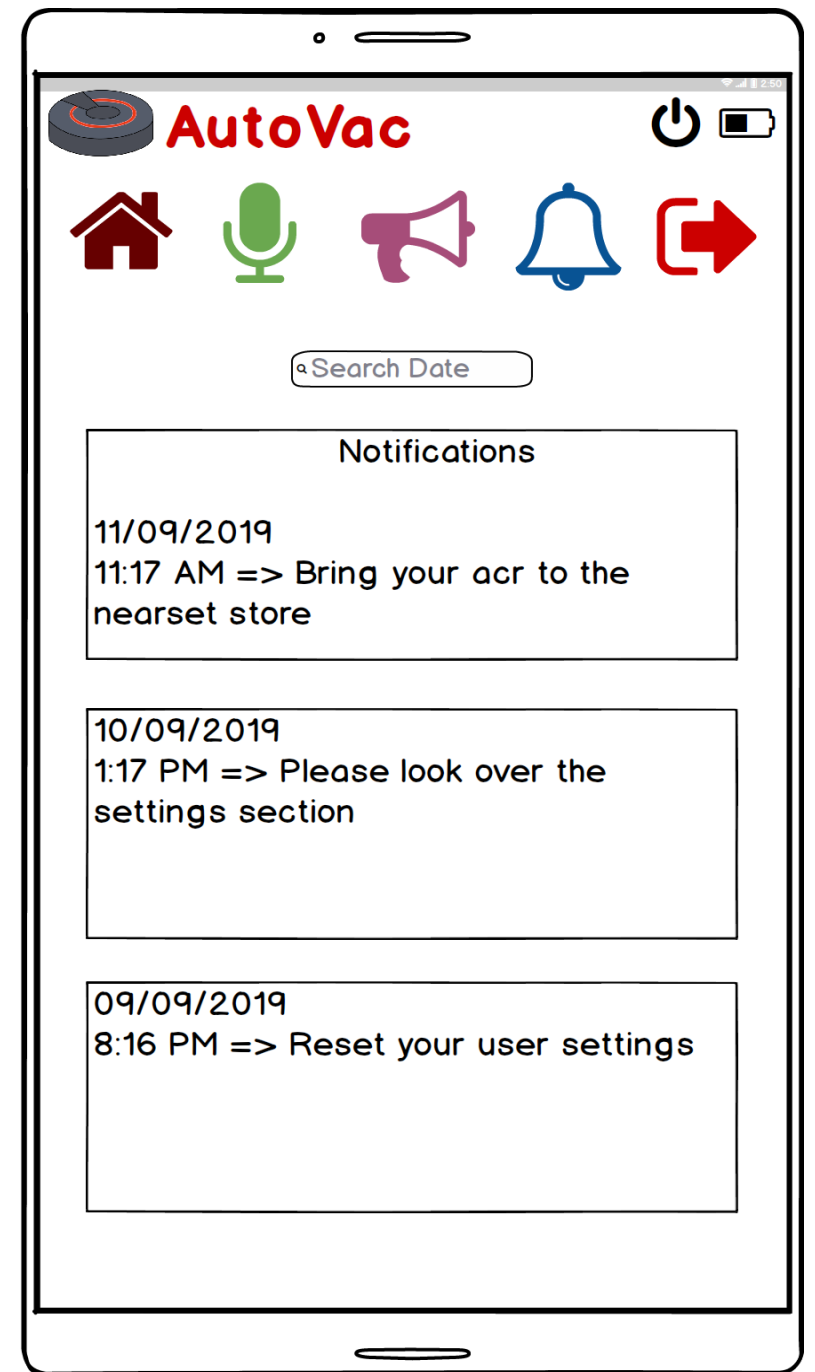 2:50
AutoVac
Search Date
Notifications
11/09/2019
11:17 AM => Bring your acr to the
nearset store
10/09/2019
1:17 PM => Please look over the
settings section
09/09/2019
8:16 PM => Reset your user settings